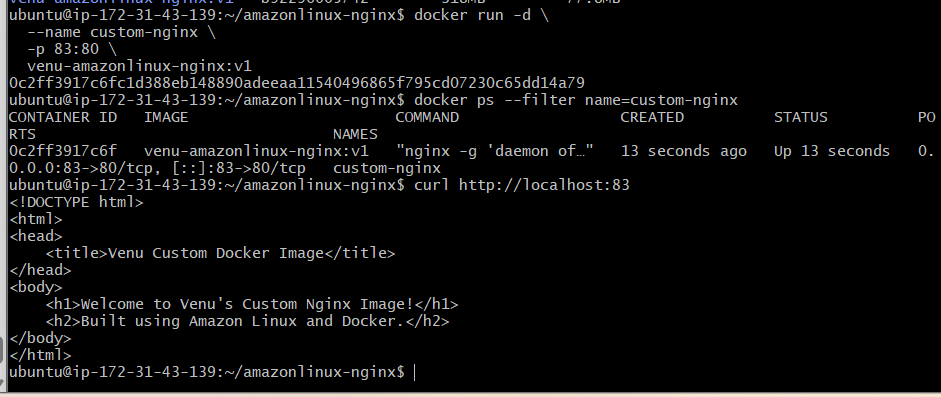 ubuntu@ip-172-31-43-139:~/amazonlinux-nginx$ docker run -d \
  --name custom-nginx \
  -p 83:80 \
  venu-amazonlinux-nginx:v1
0c2ff3917c6fc1d388eb148890adeeaa11540496865f795cd07230c65dd14a79
ubuntu@ip-172-31-43-139:~/amazonlinux-nginx$ docker ps --filter name=custom-nginx
CONTAINER ID   IMAGE                       COMMAND                  CREATED          STATUS          PO
RTS                                 NAMES
0c2ff3917c6f   venu-amazonlinux-nginx:v1   "nginx -g 'daemon of…"   13 seconds ago   Up 13 seconds   0.
0.0.0:83->80/tcp, [::]:83->80/tcp   custom-nginx
ubuntu@ip-172-31-43-139:~/amazonlinux-nginx$ curl http://localhost:83
<!DOCTYPE html>
<html>
<head>
    <title>Venu Custom Docker Image</title>
</head>
<body>
    <h1>Welcome to Venu's Custom Nginx Image!</h1>
    <h2>Built using Amazon Linux and Docker.</h2>
</body>
</html>
ubuntu@ip-172-31-43-139:~/amazonlinux-nginx$